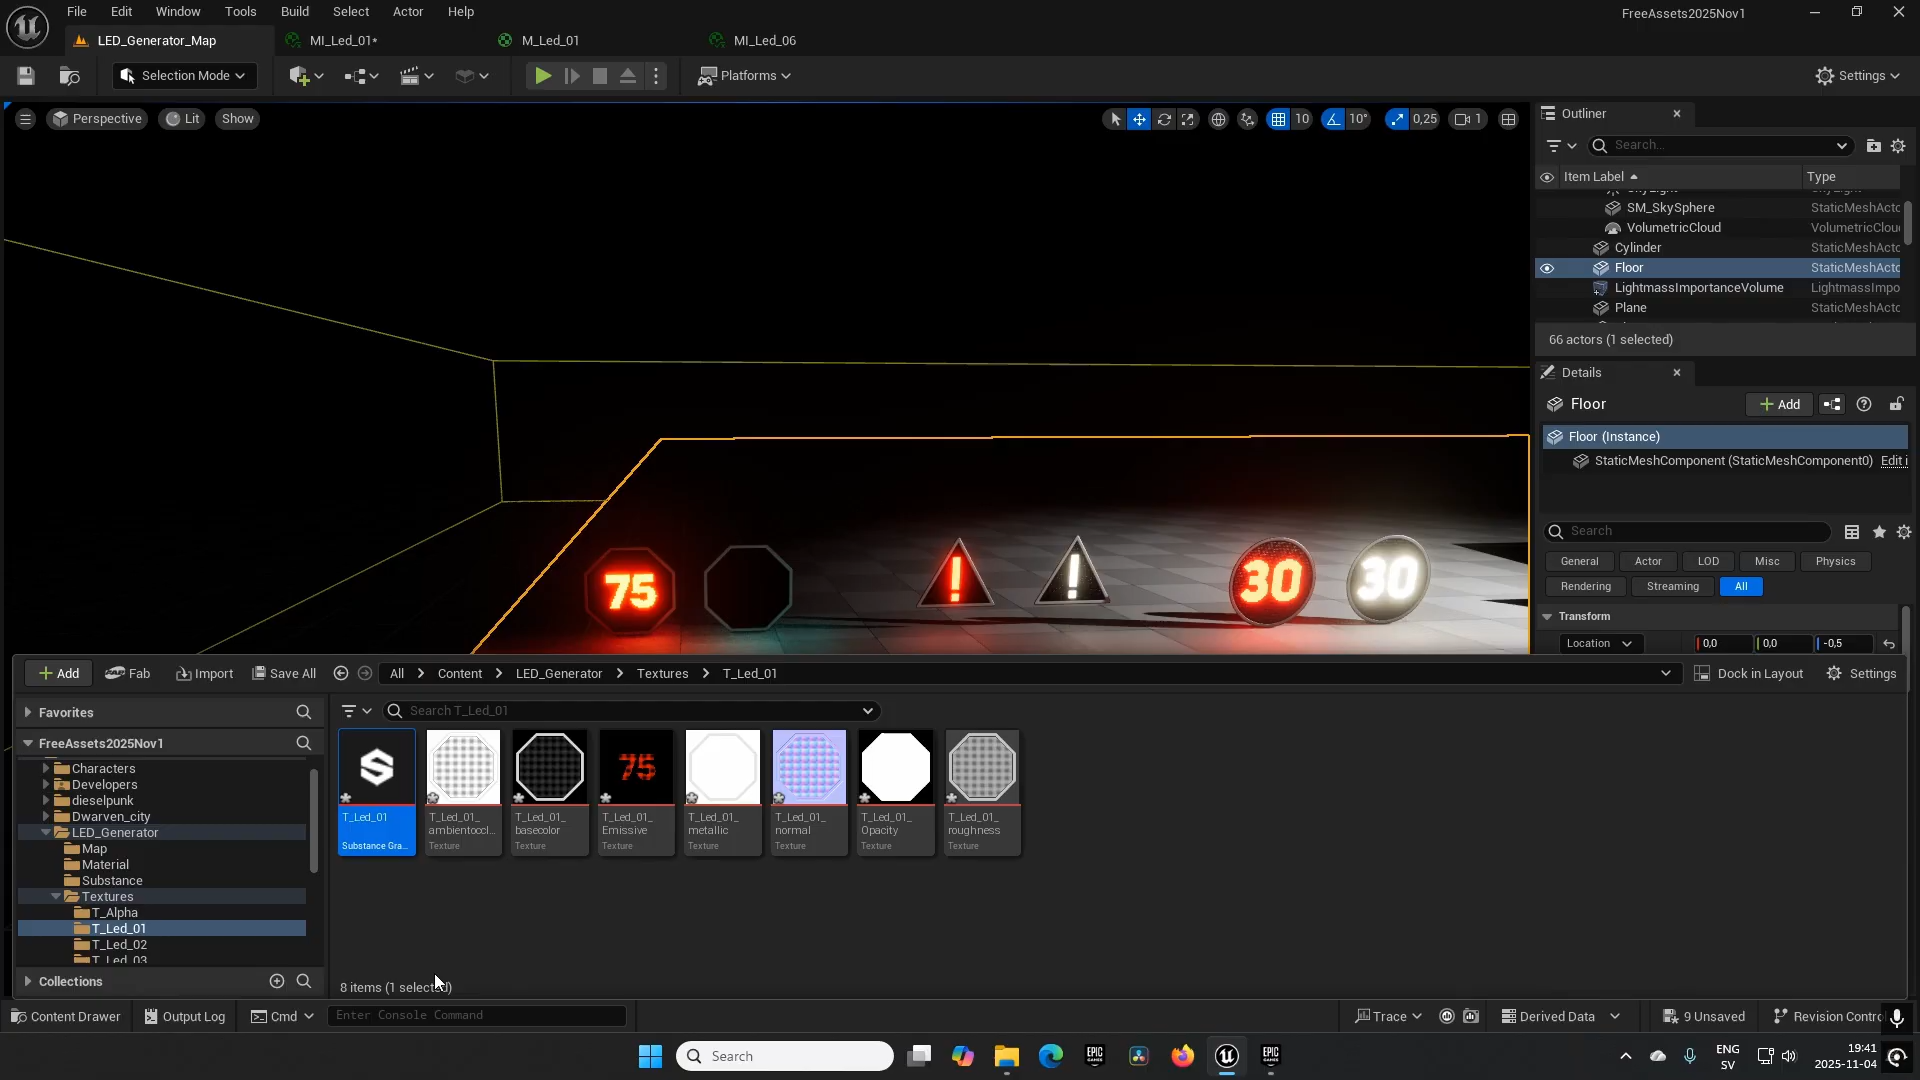 File Edit Window Tools Build Select Actor Help
FreeAssets2025Nov1
LED_Generator_Map MI_Led_01* M_Led_01 MI_Led_06
Selection Mode Platforms Settings
Perspective Lit Show 10 10° 0,25 1
75 ! ! 30 30
Outliner
Search...
Item Label Type
SM_SkySphere StaticMeshActo
VolumetricCloud VolumetricClou
Cylinder StaticMeshActo
Floor StaticMeshActo
LightmassImportanceVolume LightmassImpo
Plane StaticMeshActo
66 actors (1 selected)
Details
Floor Add
Floor (Instance)
StaticMeshComponent (StaticMeshComponent0) Edit i
Search
General Actor LOD Misc Physics
Rendering Streaming All
Transform
Location 0,0 0,0 -0,5
Add Fab Import Save All All Content LED_Generator Textures T_Led_01 Dock in Layout Settings
Favorites
FreeAssets2025Nov1
Characters
Developers
dieselpunk
Dwarven_city
LED_Generator
Map
Material
Substance
Textures
T_Alpha
T_Led_01
T_Led_02
T_Led_03
Collections
Search T_Led_01
75
T_Led_01
Substance Gra...
T_Led_01_
ambientoccl...
Texture
T_Led_01_
basecolor
Texture
T_Led_01_
Emissive
Texture
T_Led_01_
metallic
Texture
T_Led_01_
normal
Texture
T_Led_01_
Opacity
Texture
T_Led_01_
roughness
Texture
8 items (1 selected)
Content Drawer Output Log Cmd Enter Console Command Trace Derived Data 9 Unsaved Revision Contro
Search
EPIC
GAMES
EPIC
GAMES
ENG
SV
19:41
2025-11-04